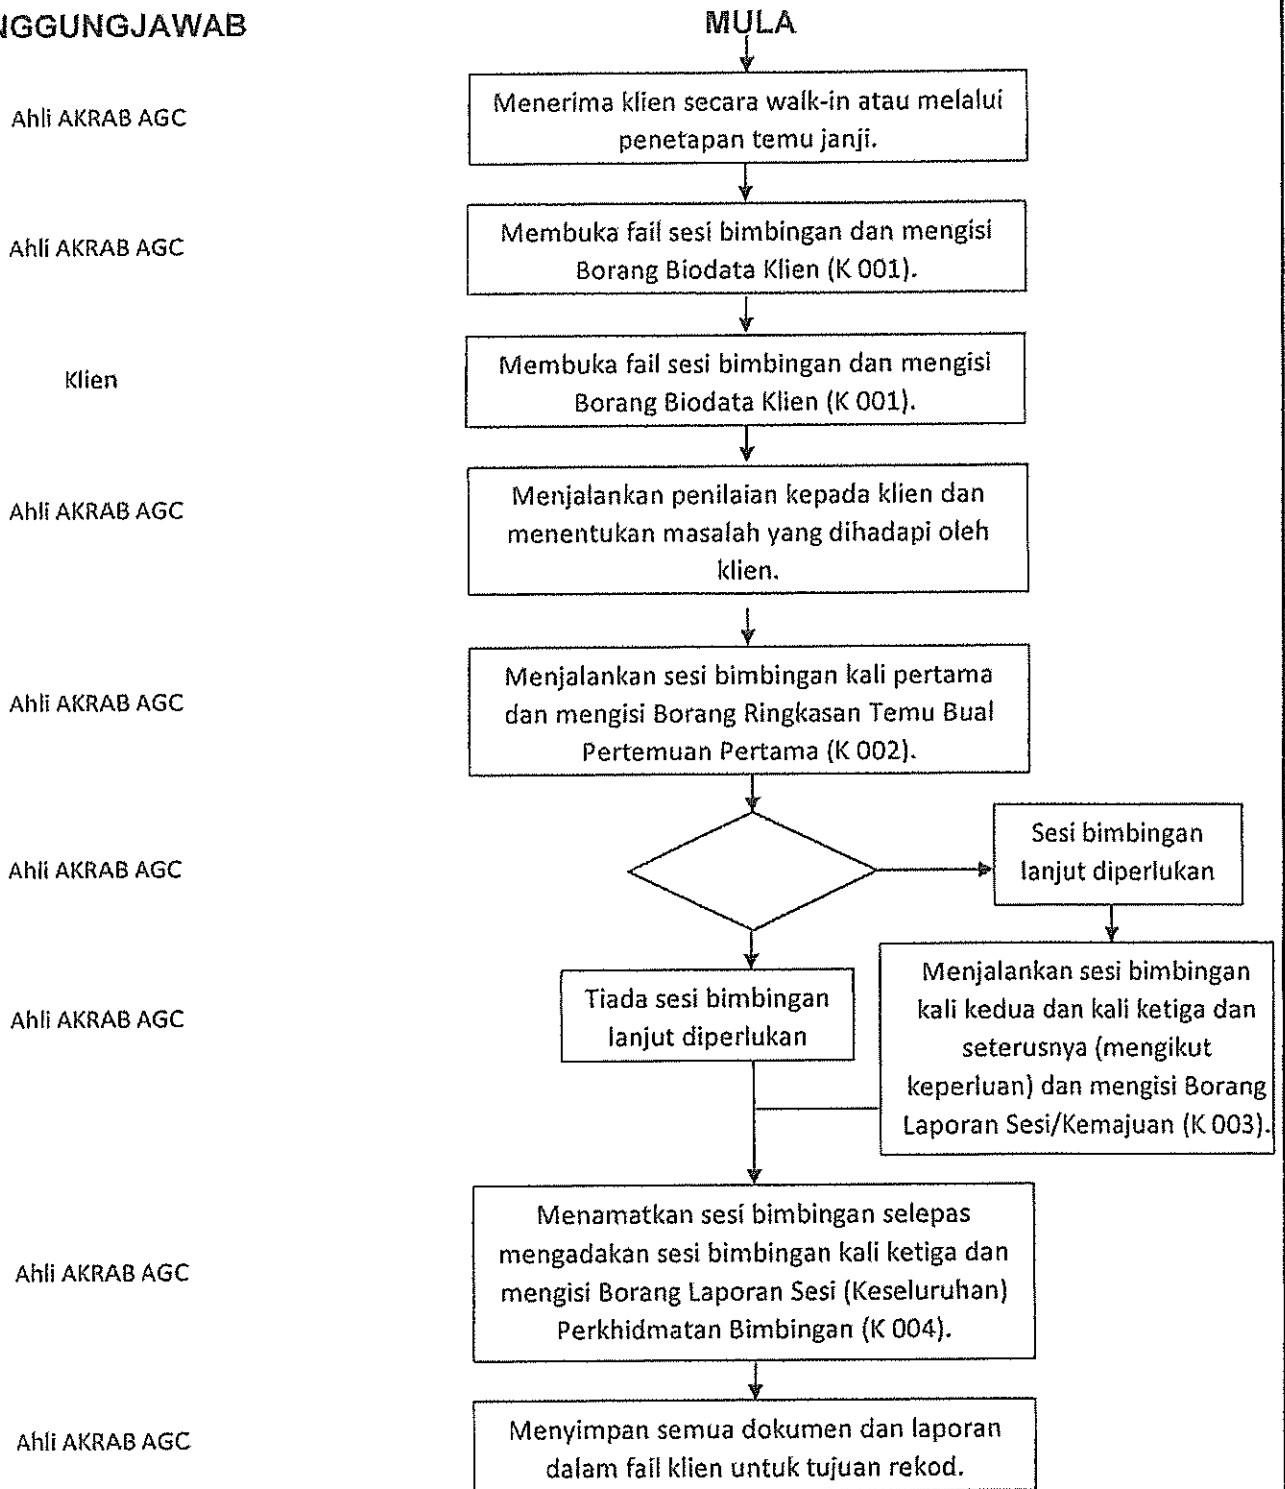 NGGUNGJAWAB
MULA
Ahli AKRAB AGC
Menerima klien secara walk-in atau melalui
penetapan temu janji.
Ahli AKRAB AGC
Membuka fail sesi bimbingan dan mengisi
Borang Biodata Klien (K 001).
Klien
Membuka fail sesi bimbingan dan mengisi
Borang Biodata Klien (K 001).
Ahli AKRAB AGC
Menjalankan penilaian kepada klien dan
menentukan masalah yang dihadapi oleh
klien.
Ahli AKRAB AGC
Menjalankan sesi bimbingan kali pertama
dan mengisi Borang Ringkasan Temu Bual
Pertemuan Pertama (K 002).
Ahli AKRAB AGC
Sesi bimbingan
lanjut diperlukan
Ahli AKRAB AGC
Tiada sesi bimbingan
lanjut diperlukan
Menjalankan sesi bimbingan
kali kedua dan kali ketiga dan
seterusnya (mengikut
keperluan) dan mengisi Borang
Laporan Sesi/Kemajuan (K 003).
Ahli AKRAB AGC
Menamatkan sesi bimbingan selepas
mengadakan sesi bimbingan kali ketiga dan
mengisi Borang Laporan Sesi (Keseluruhan)
Perkhidmatan Bimbingan (K 004).
Ahli AKRAB AGC
Menyimpan semua dokumen dan laporan
dalam fail klien untuk tujuan rekod.